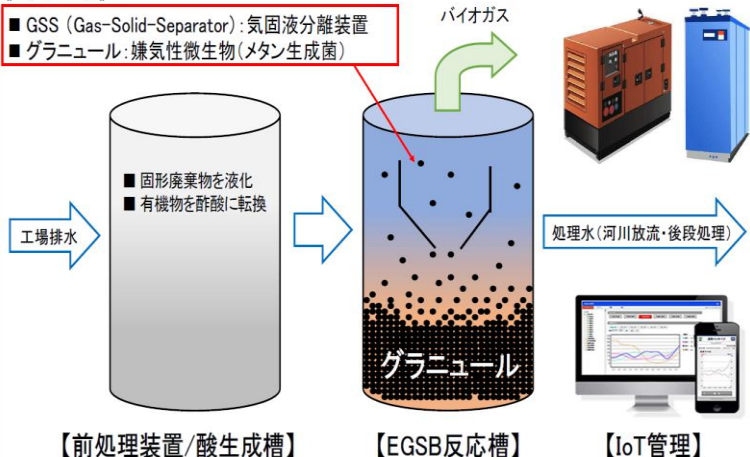 ■ GSS (Gas-Solid-Separator):気固液分離装置
■ グラニュール:嫌気性微生物(メタン生成菌)
バイオガス
■ 固形廃棄物を液化
■ 有機物を酢酸に転換
工場排水
処理水(河川放流・後段処理)
グラニュール
【前処理装置/酸生成槽】
【EGSB反応槽】
【IoT管理】